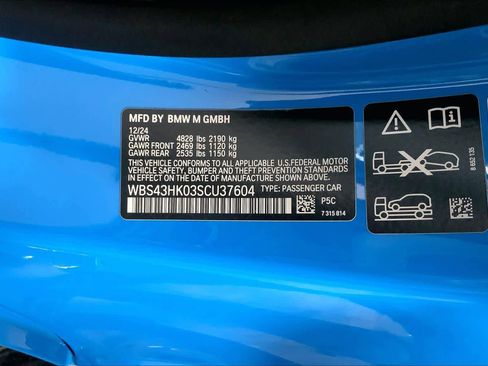 MFD BY BMW M GMBH
12/24
GVWR 4828 lbs 2190 kg
GAWR FRONT 2469 lbs 1120 kg
GAWR REAR 2535 lbs 1150 kg
THIS VEHICLE CONFORMS TO ALL APPLICABLE U.S.FEDERAL MOTOR
VEHICLE SAFETY, BUMPER, AND THEFT PREVENTION STANDARDS
IN EFFECT ON THE DATE OF MANUFACTURE SHOWN ABOVE.
WBS43HK03SCU37604 TYPE: PASSENGER CAR
P5C
7 315 814
8 652 135